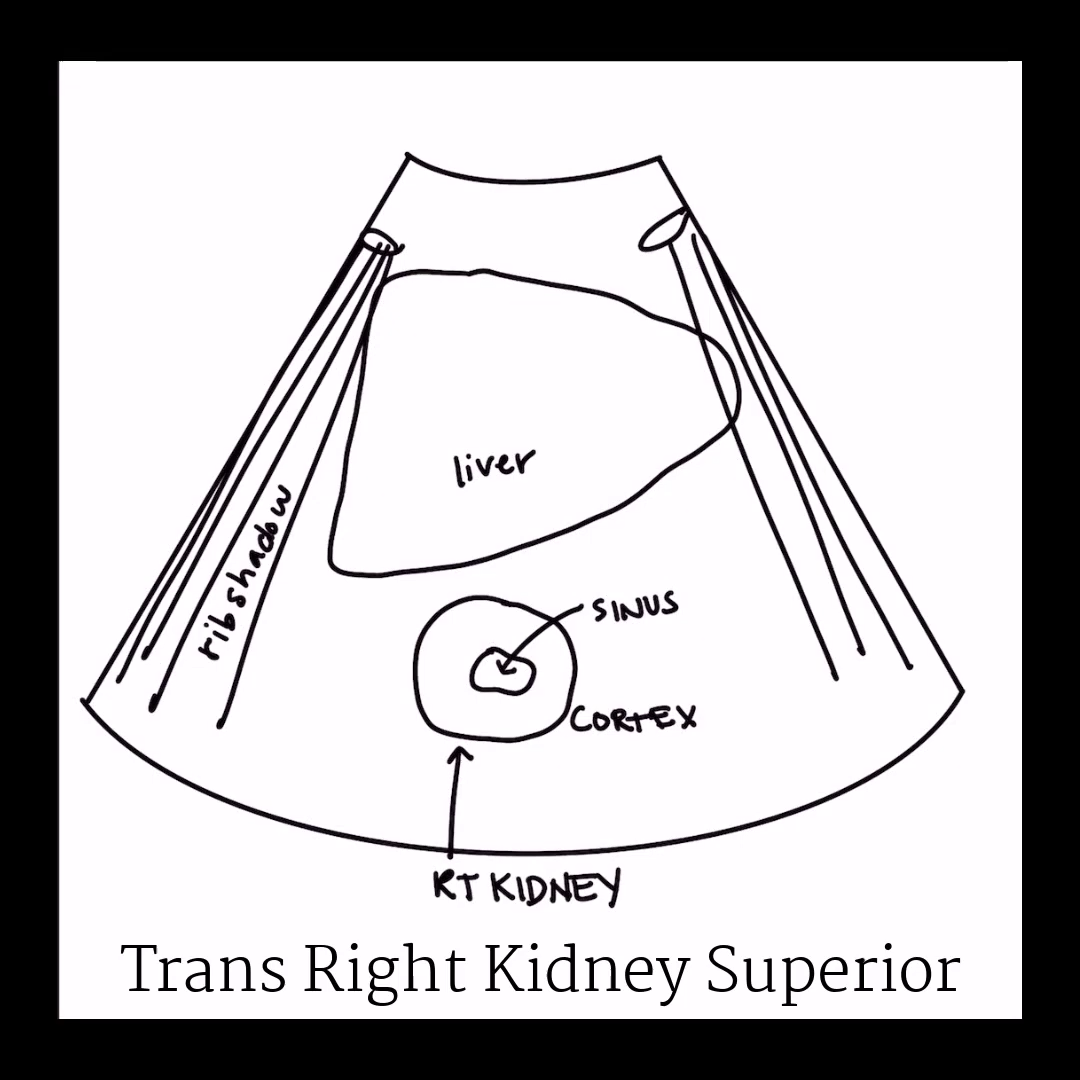 liver
ribshadow
SINUS
CORTEX
RT KIDNEY
Trans Right Kidney Superior